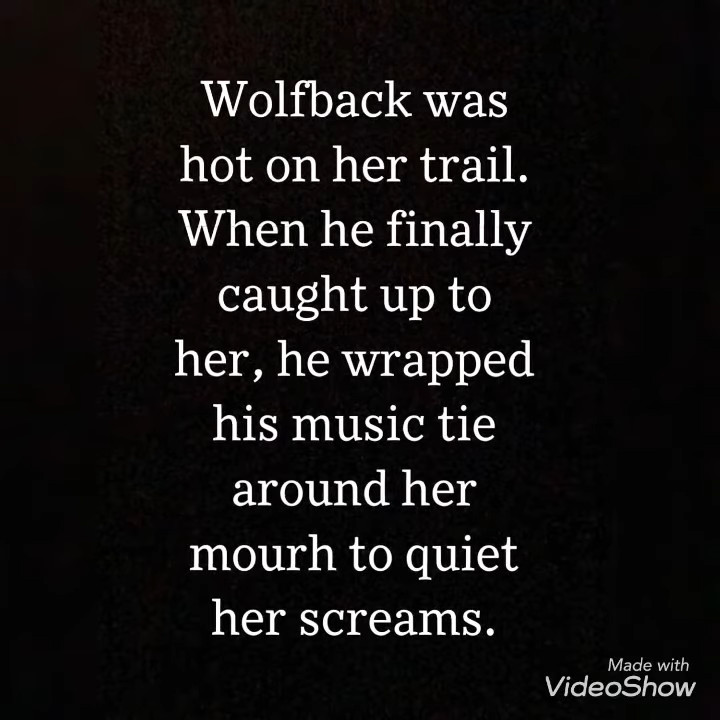 Wolfback was
hot on her trail.
When he finally
caught up to
her, he wrapped
his music tie
around her
mourh to quiet
her screams.
Made with
VideoShow